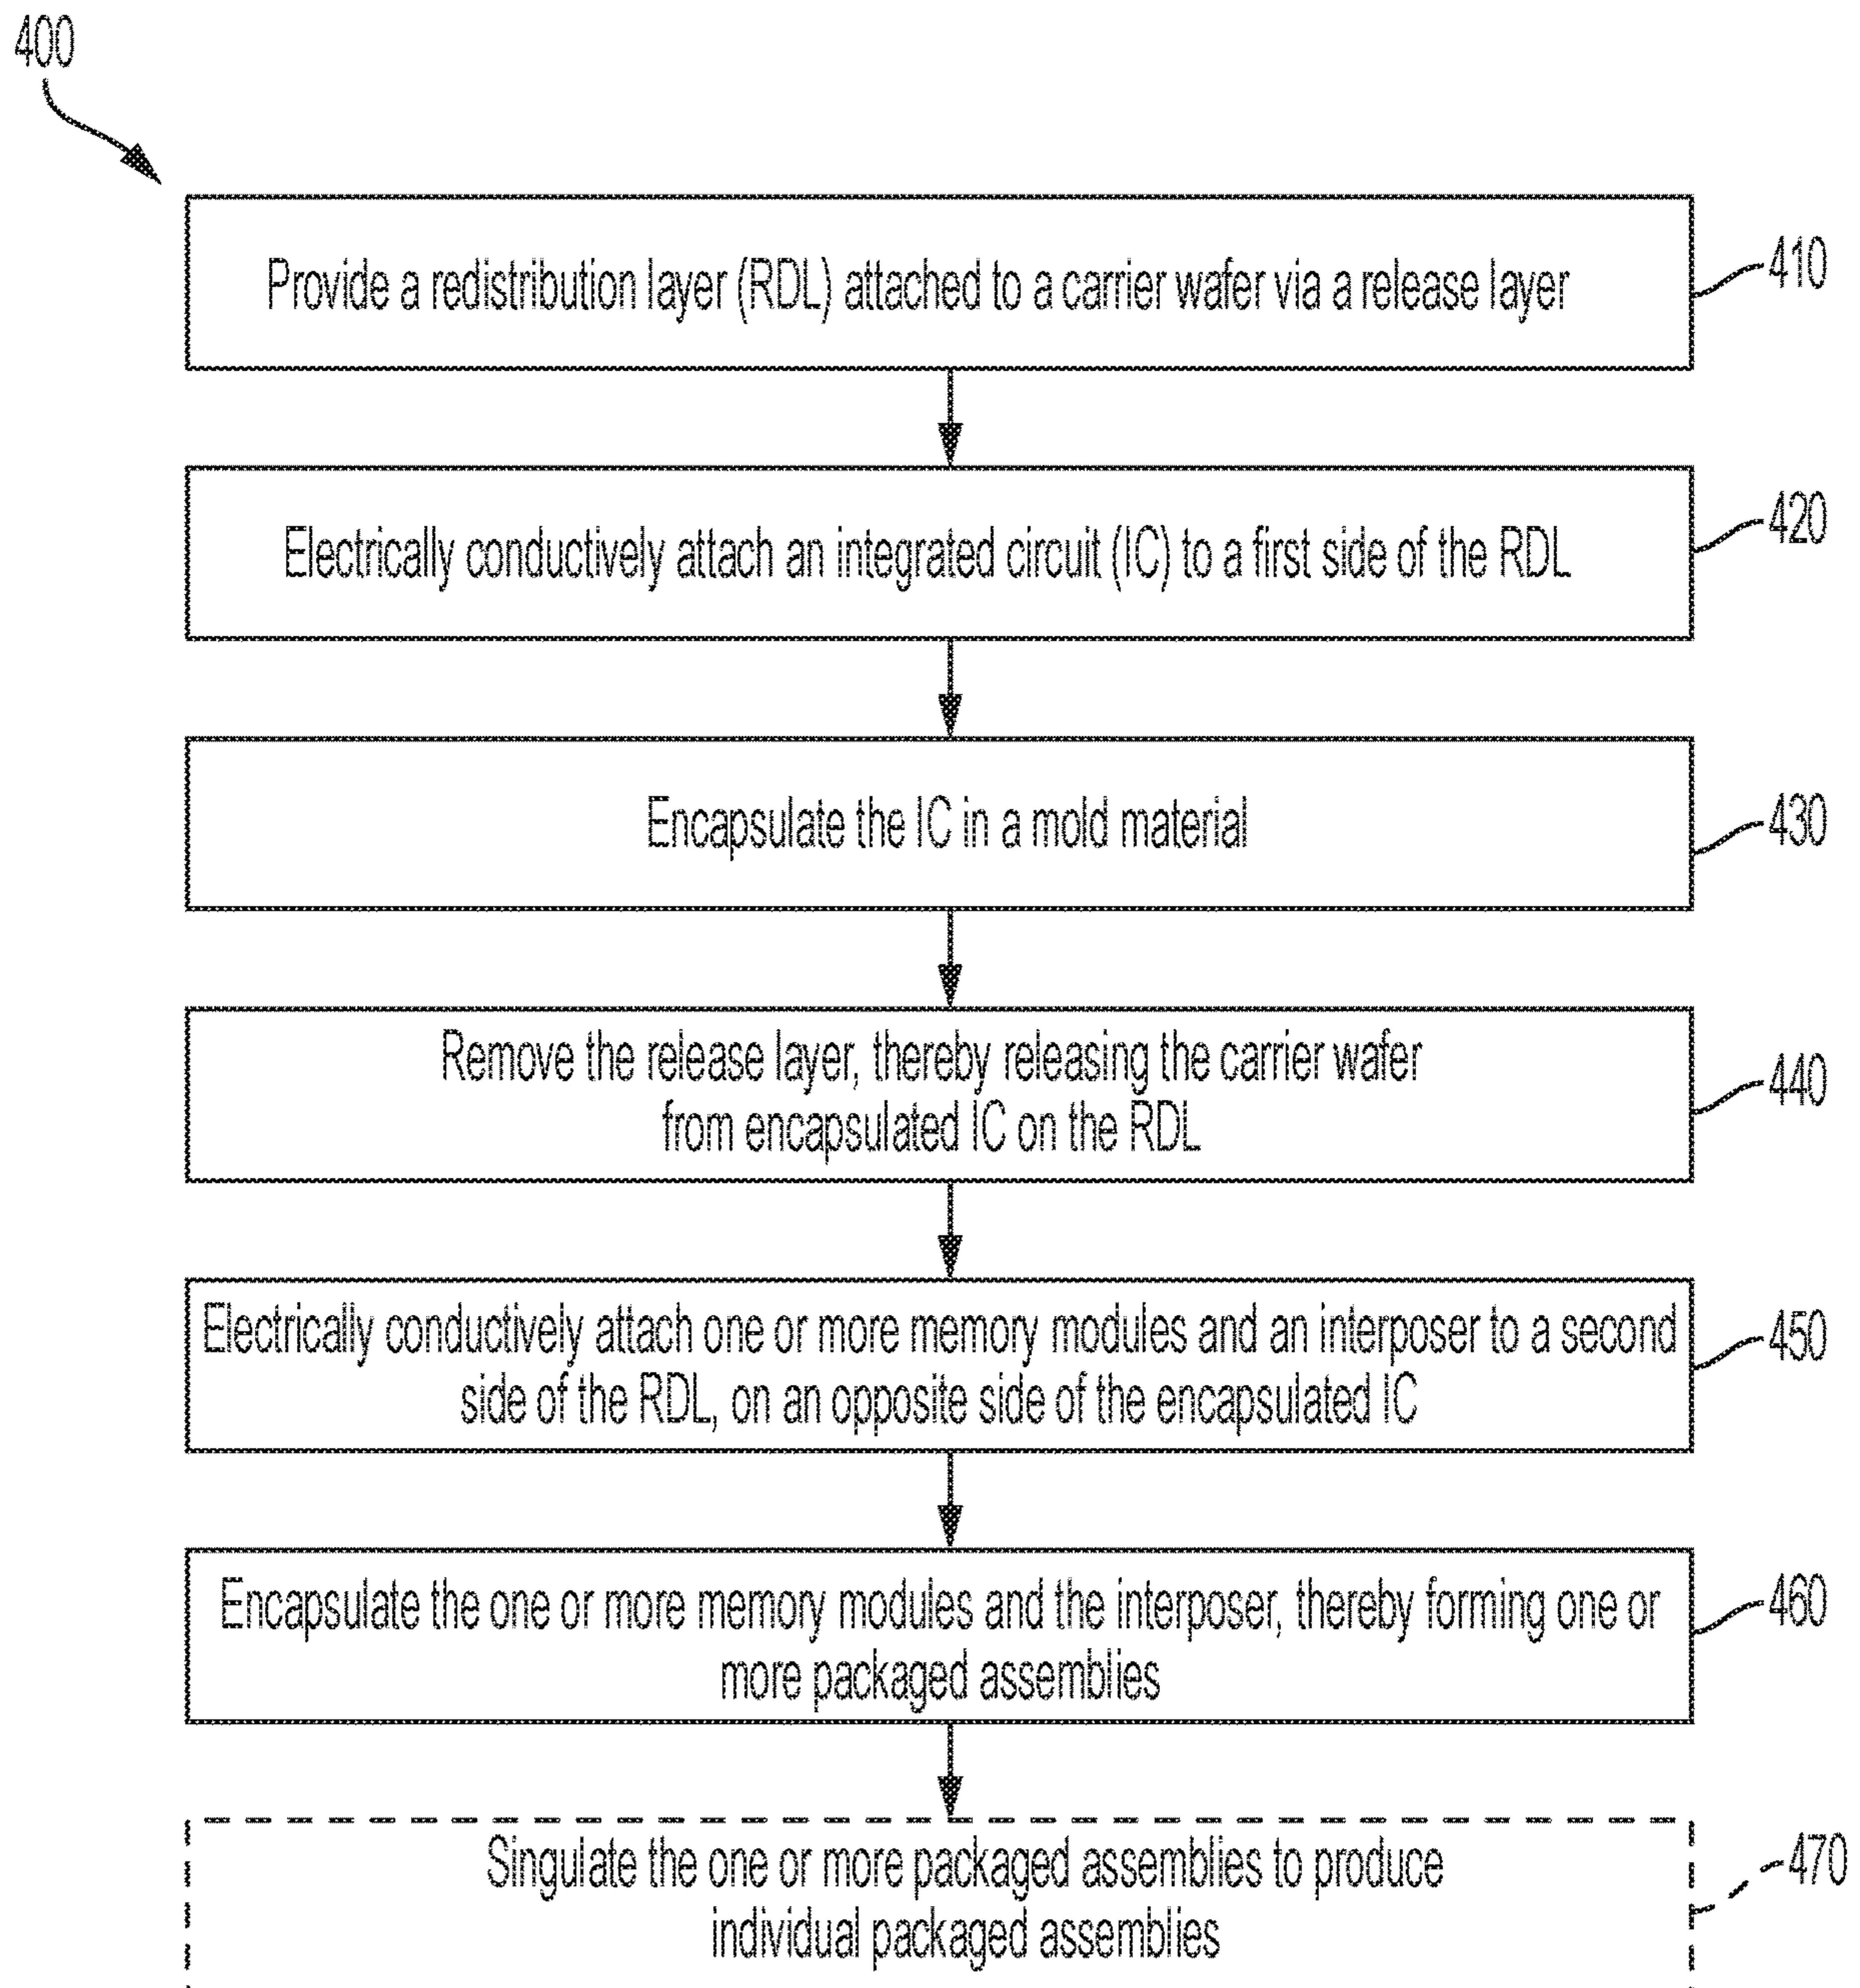 400
Provide a redistribution layer (RDL) attached to a carrier wafer via a release layer
410
Electrically conductively attach an integrated circuit (IC) to a first side of the RDL
420
Encapsulate the IC in a mold material
430
Remove the release layer, thereby releasing the carrier wafer
from encapsulated IC on the RDL
440
Electrically conductively attach one or more memory modules and an interposer to a second
side of the RDL, on an opposite side of the encapsulated IC
450
Encapsulate the one or more memory modules and the interposer, thereby forming one or
more packaged assemblies
460
Singulate the one or more packaged assemblies to produce
individual packaged assemblies
470